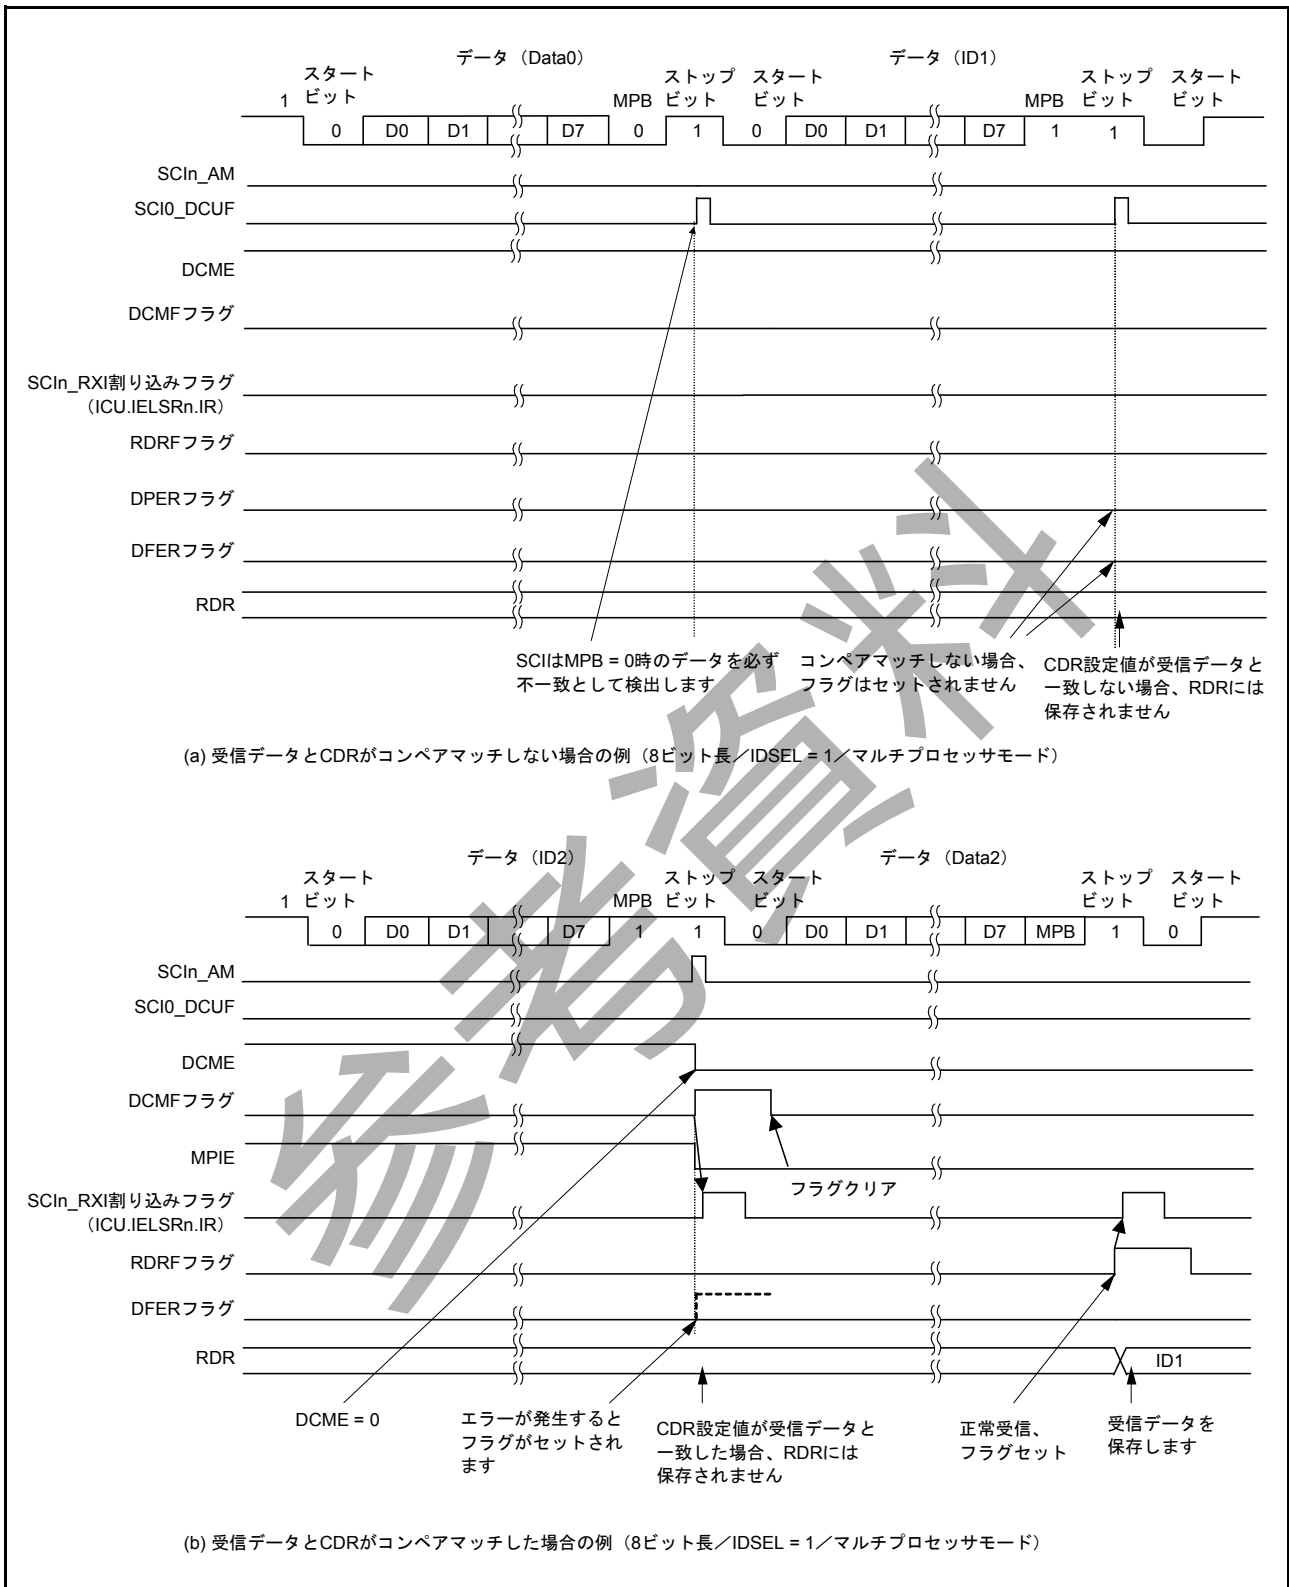 データ（Data0）
データ（ID1）
スタート
ビット
MPB
ストップ
ビット
スタート
ビット
MPB
ストップ
ビット
スタート
ビット
1
0 D0 D1 D7 0 1 0 D0 D1 D7 1 1
SCIn_AM
SCI0_DCUF
DCME
DCMFフラグ
SCIn_RXI割り込みフラグ
（ICU.IELSRn.IR）
RDRFフラグ
DPERフラグ
DFERフラグ
RDR
SCIはMPB = 0時のデータを必ず
不一致として検出します
コンペアマッチしない場合、
フラグはセットされません
CDR設定値が受信データと
一致しない場合、RDRには
保存されません
(a) 受信データとCDRがコンペアマッチしない場合の例（8ビット長／IDSEL = 1／マルチプロセッサモード）
データ（ID2）
データ（Data2）
スタート
ビット
MPB
ストップ
ビット
スタート
ビット
ストップ
ビット
スタート
ビット
1
0 D0 D1 D7 1 1 0 D0 D1 D7 MPB 1 0
SCIn_AM
SCI0_DCUF
DCME
DCMFフラグ
MPIE
フラグクリア
SCIn_RXI割り込みフラグ
（ICU.IELSRn.IR）
RDRFフラグ
DFERフラグ
RDR
ID1
DCME = 0
エラーが発生すると
フラグがセットされ
ます
CDR設定値が受信データと
一致した場合、RDRには
保存されません
正常受信、
フラグセット
受信データを
保存します
(b) 受信データとCDRがコンペアマッチした場合の例（8ビット長／IDSEL = 1／マルチプロセッサモード）
参考資料